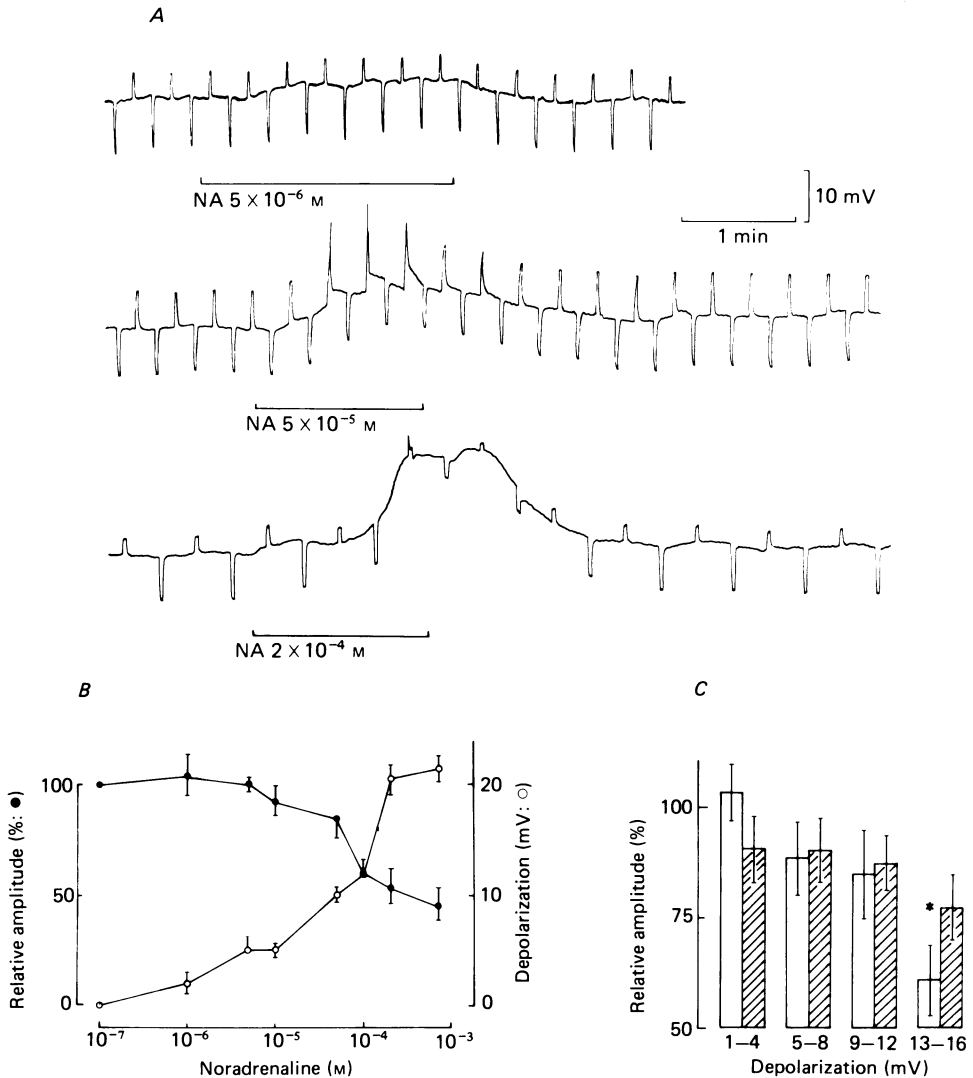 A
NA 5 × 10⁻⁶ M
10 mV
1 min
NA 5 × 10⁻⁵ M
NA 2 × 10⁻⁴ M
B
Relative amplitude (%: ●)
100
50
0
Depolarization (mV: ○)
20
10
0
10⁻⁷ 10⁻⁶ 10⁻⁵ 10⁻⁴ 10⁻³
Noradrenaline (M)
C
Relative amplitude (%)
100
75
50
*
1–4 5–8 9–12 13–16
Depolarization (mV)